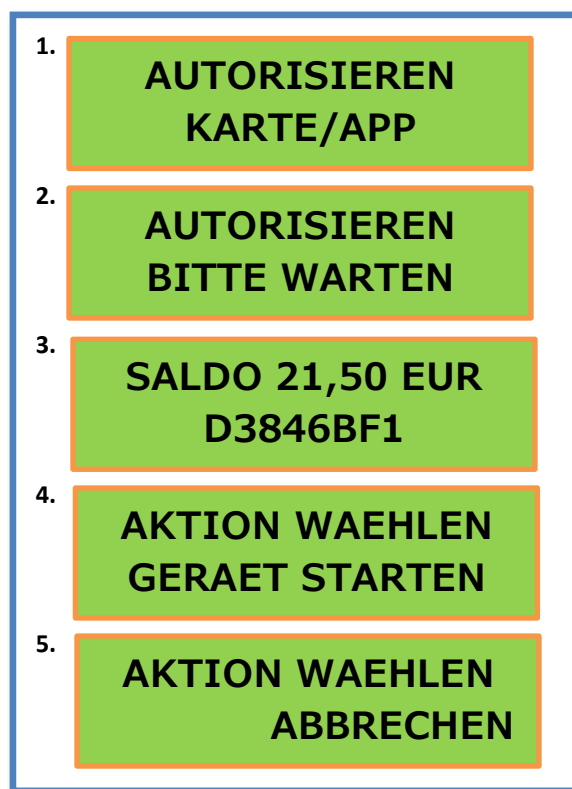 1.
AUTORISIEREN
KARTE/APP
2.
AUTORISIEREN
BITTE WARTEN
3.
SALDO 21,50 EUR
D3846BF1
4.
AKTION WAEHLEN
GERAET STARTEN
5.
AKTION WAEHLEN
ABBRECHEN